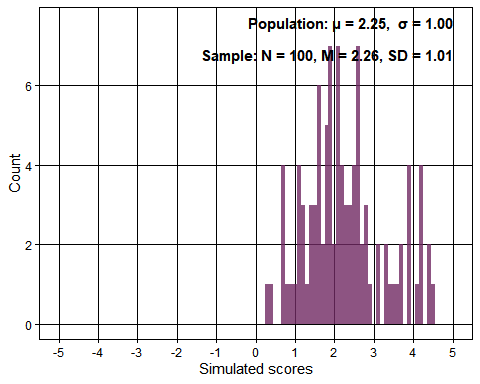 Population: μ = 2.25, σ = 1.00
Sample: N = 100, M = 2.26, SD = 1.01
Count
6
4
2
0
-5 -4 -3 -2 -1 0 1 2 3 4 5
Simulated scores